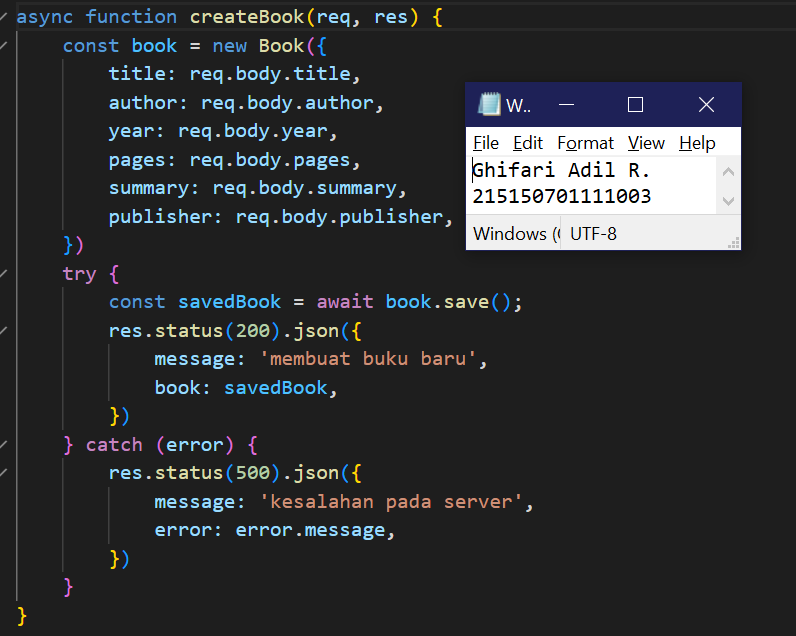 async function createBook(req, res) {
    const book = new Book({
        title: req.body.title,
        author: req.body.author,
        year: req.body.year,
        pages: req.body.pages,
        summary: req.body.summary,
        publisher: req.body.publisher,
    })
    try {
        const savedBook = await book.save();
        res.status(200).json({
            message: 'membuat buku baru',
            book: savedBook,
        })
    } catch (error) {
        res.status(500).json({
            message: 'kesalahan pada server',
            error: error.message,
        })
    }
}
W..
File Edit Format View Help
Ghifari Adil R.
215150701111003
Windows ( UTF-8